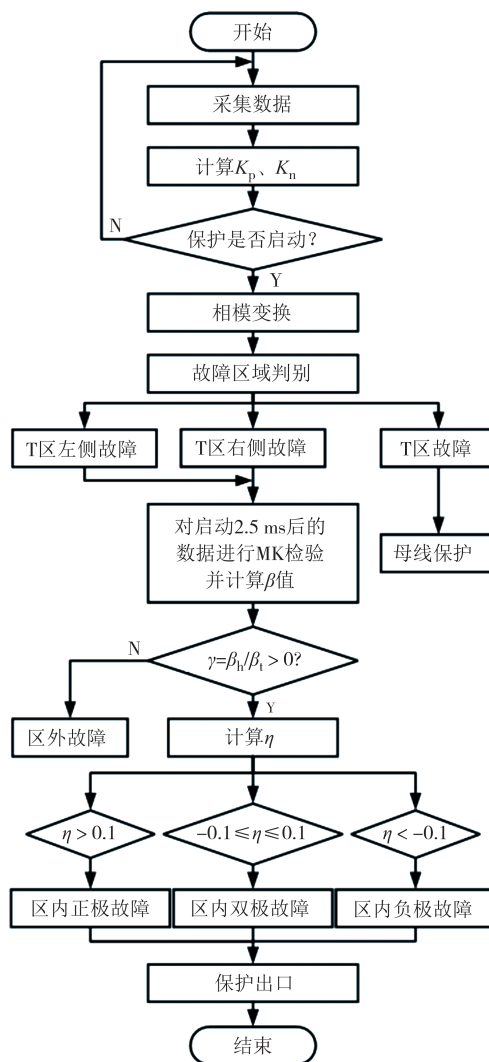 开始
采集数据
计算Kp、Kn
N
保护是否启动？
Y
相模变换
故障区域判别
T区左侧故障
T区右侧故障
T区故障
对启动2.5 ms后的
数据进行MK检验
并计算β值
母线保护
N
γ=βh/βt > 0?
Y
区外故障
计算η
η > 0.1
-0.1≤η≤0.1
η < -0.1
区内正极故障
区内双极故障
区内负极故障
保护出口
结束